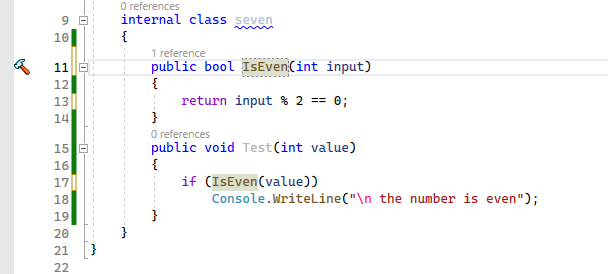 0 references
9 internal class seven
10 {
1 reference
11 public bool IsEven(int input)
12 {
13 return input % 2 == 0;
14 }
0 references
15 public void Test(int value)
16 {
17 if (IsEven(value))
18 Console.WriteLine("\n the number is even");
19 }
20 }
21 }
22